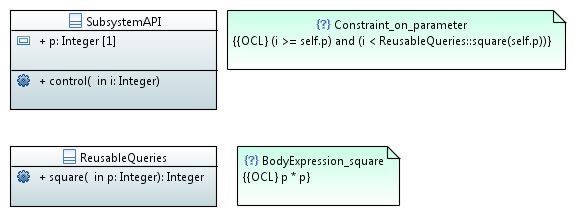 SubsystemAPI
+ p: Integer [1]
+ control(  in i: Integer)
Constraint_on_parameter
{{OCL} (i >= self.p) and (i < ReusableQueries::square(self.p))}
ReusableQueries
+ square(  in p: Integer): Integer
BodyExpression_square
{{OCL} p * p}